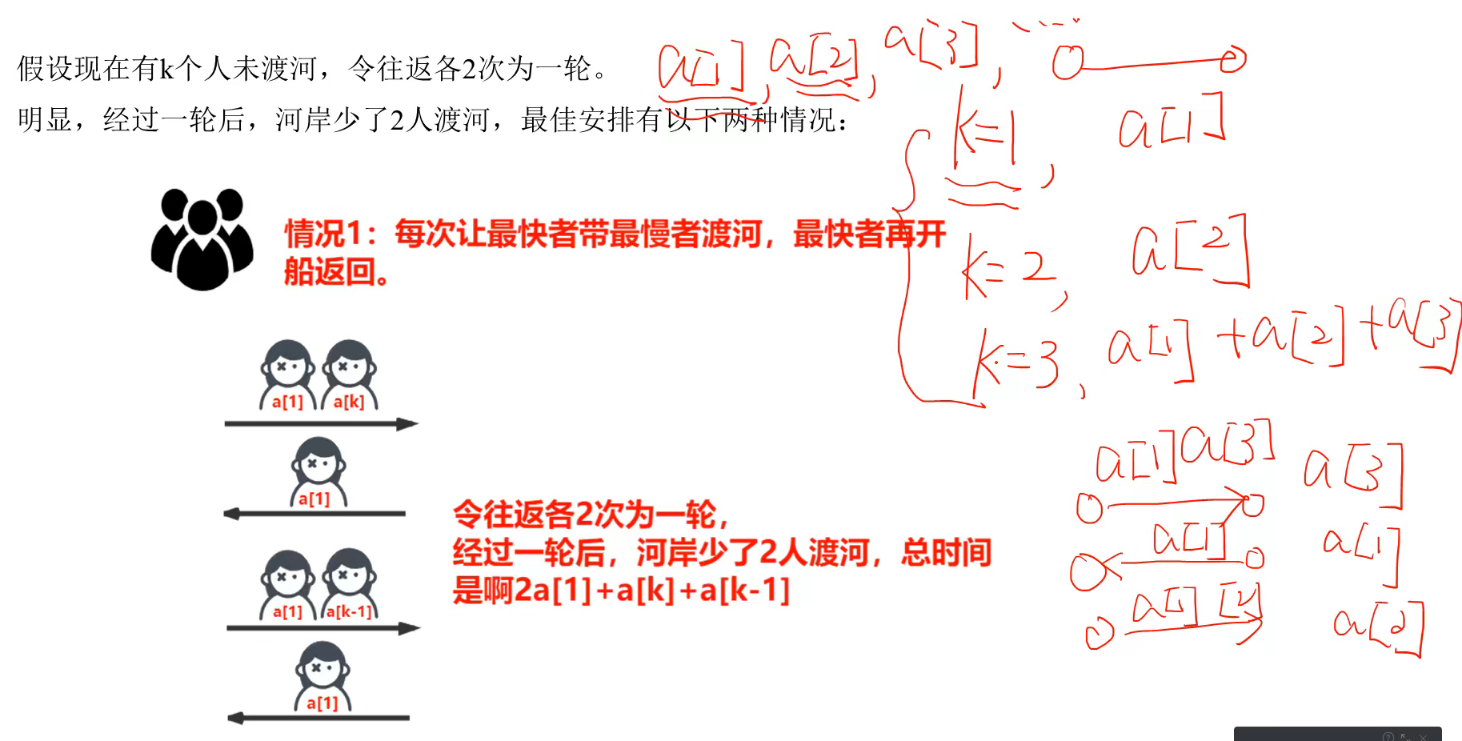 假设现在有k个人未渡河，令往返各2次为一轮。
a[1], a[2], a[3], ......
明显，经过一轮后，河岸少了2人渡河，最佳安排有以下两种情况：
k=1, a[1]
情况1：每次让最快者带最慢者渡河，最快者再开
船返回。
k=2, a[2]
k=3, a[1]+a[2]+a[3]
a[1] a[k]
a[1]
a[1] a[k-1]
a[1]
令往返各2次为一轮，
经过一轮后，河岸少了2人渡河，总时间
是啊2a[1]+a[k]+a[k-1]
a[1] a[3] a[3]
a[1] a[1]
a[1] [2] a[2]